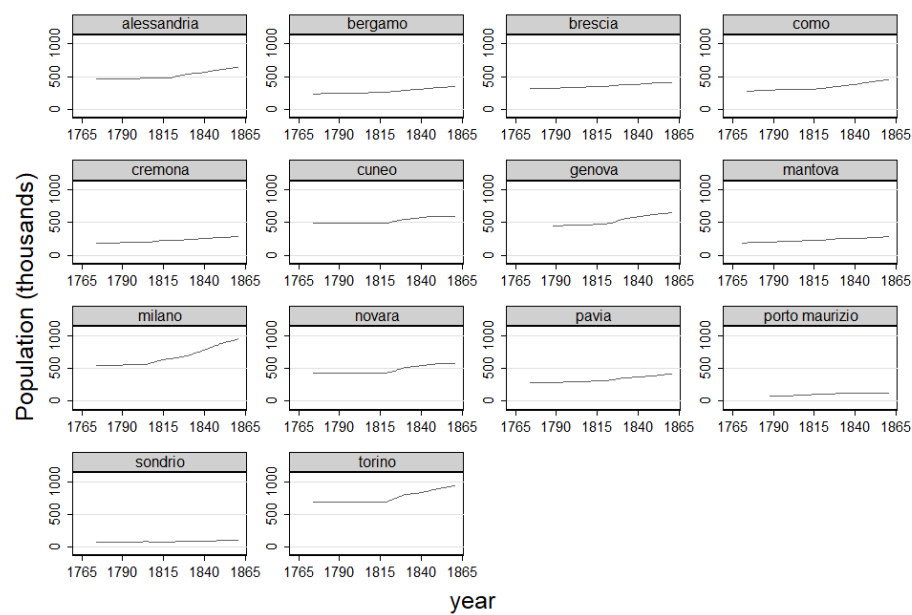 alessandria bergamo brescia como
0 500 1000 0 500 1000 0 500 1000 0 500 1000
1765 1790 1815 1840 1865 1765 1790 1815 1840 1865 1765 1790 1815 1840 1865 1765 1790 1815 1840 1865
cremona cuneo genova mantova
0 500 1000 0 500 1000 0 500 1000 0 500 1000
1765 1790 1815 1840 1865 1765 1790 1815 1840 1865 1765 1790 1815 1840 1865 1765 1790 1815 1840 1865
Population (thousands)
milano novara pavia porto maurizio
0 500 1000 0 500 1000 0 500 1000 0 500 1000
1765 1790 1815 1840 1865 1765 1790 1815 1840 1865 1765 1790 1815 1840 1865 1765 1790 1815 1840 1865
sondrio torino
0 500 1000 0 500 1000
1765 1790 1815 1840 1865 1765 1790 1815 1840 1865
year